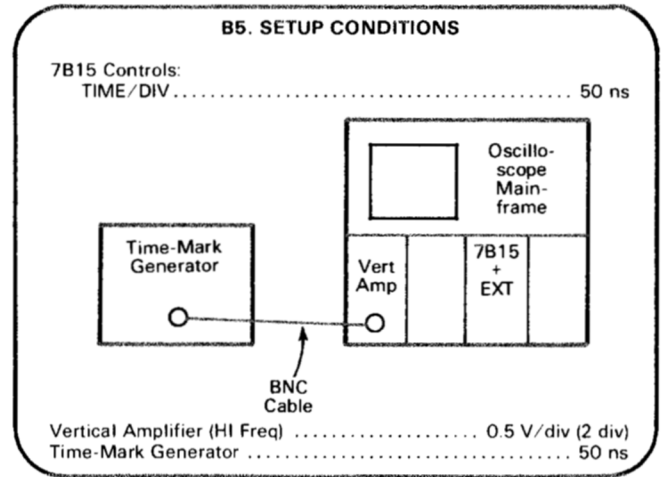 B5. SETUP CONDITIONS
7B15 Controls:
TIME/DIV ........................................ 50 ns
Oscillo-
scope
Main-
frame
Time-Mark
Generator
Vert
Amp
7B15
+
EXT
BNC
Cable
Vertical Amplifier (HI Freq) ................... 0.5 V/div (2 div)
Time-Mark Generator ................................. 50 ns